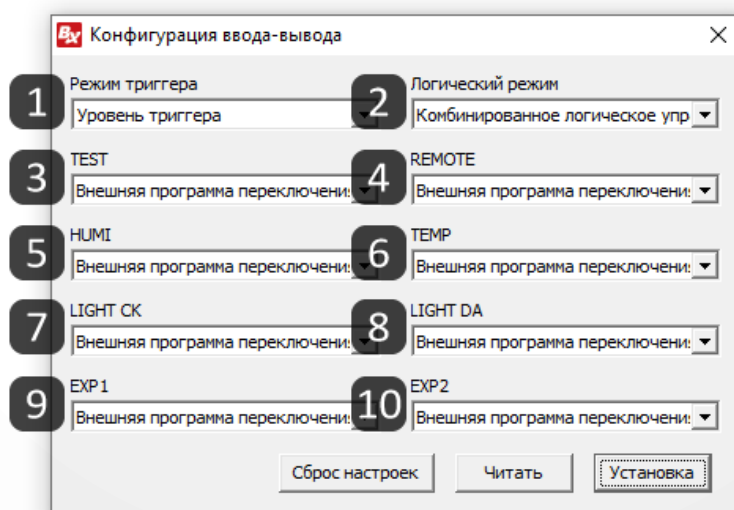 BX Конфигурация ввода-вывода
1 Режим триггера 2 Логический режим
Уровень триггера Комбинированное логическое упр
3 TEST 4 REMOTE
Внешняя программа переключени Внешняя программа переключени
5 HUMI 6 TEMP
Внешняя программа переключени Внешняя программа переключени
7 LIGHT CK 8 LIGHT DA
Внешняя программа переключени Внешняя программа переключени
9 EXP1 10 EXP2
Внешняя программа переключени Внешняя программа переключени
Сброс настроек Читать Установка